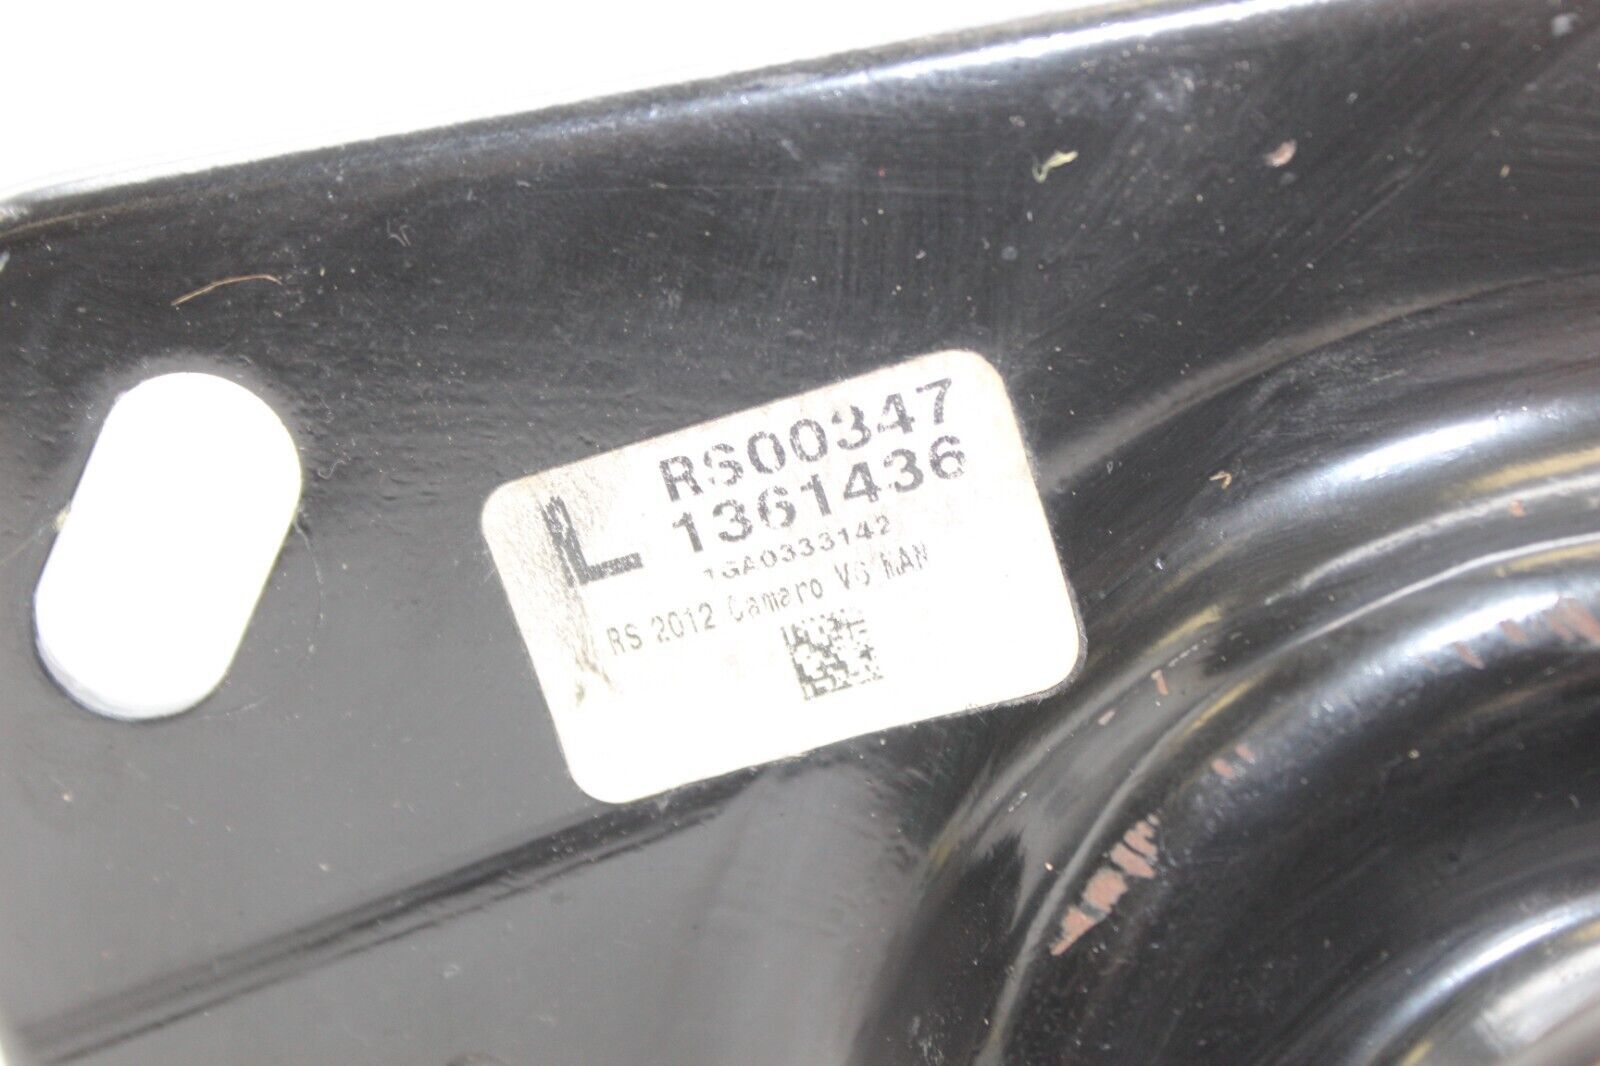 L
RS00347
1361436
1GA0333142
RS 2012 Camaro V6 MAN